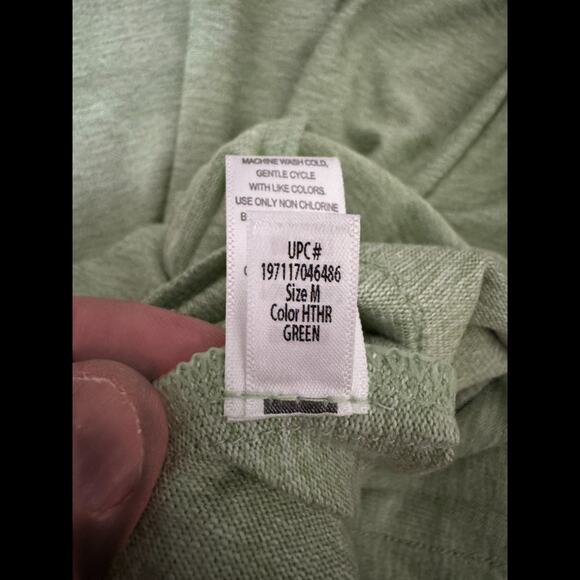 MACHINE WASH COLD,
GENTLE CYCLE
WITH LIKE COLORS.
USE ONLY NON CHLORINE
UPC#
197117046486
Size M
Color HTHR
GREEN